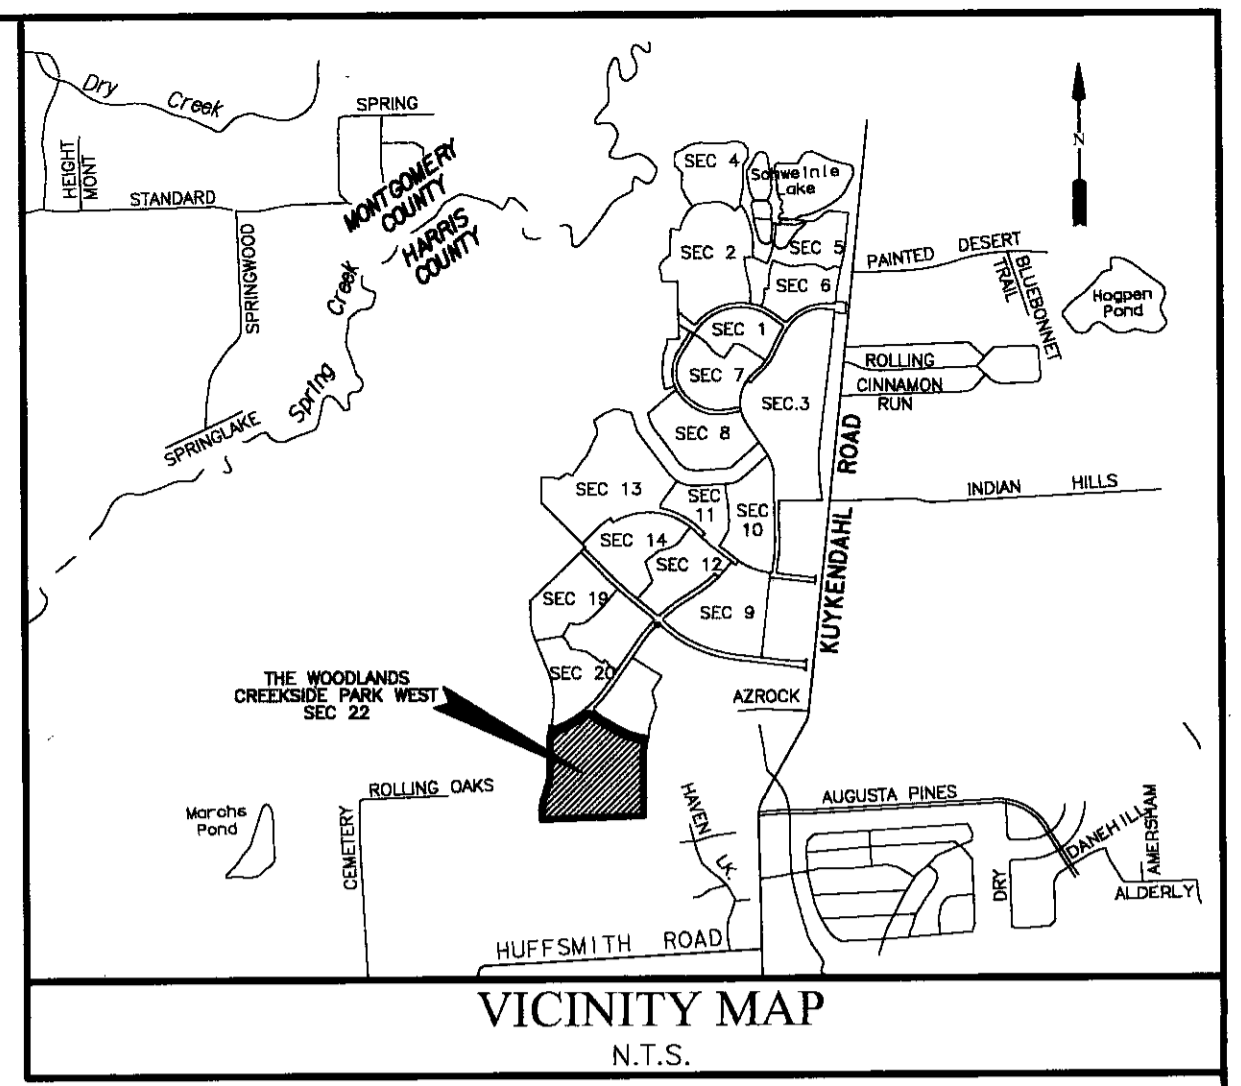 Dry Creek
SPRING
HEIGHT
MONT
STANDARD
MONTGOMERY
COUNTY
HARRIS
COUNTY
SPRINGWOOD
Spring Creek
SPRINGLAKE
SEC 4
Schweinle
Lake
N
SEC 2
SEC 5
PAINTED DESERT
BLUEBONNET
TRAIL
SEC 6
Hogpen
Pond
SEC 1
ROLLING
SEC 7
CINNAMON
RUN
SEC.3
SEC 8
KUYKENDAHL ROAD
INDIAN HILLS
SEC 13
SEC
11
SEC
10
SEC 14
SEC 12
SEC 19
SEC 9
SEC 20
THE WOODLANDS
CREEKSIDE PARK WEST
SEC 22
AZROCK
ROLLING OAKS
Marchs
Pond
CEMETERY
HAVEN
LK.
AUGUSTA PINES
DANEHILL
AMERSHAM
DRY
ALDERLY
HUFFSMITH ROAD
VICINITY MAP
N.T.S.